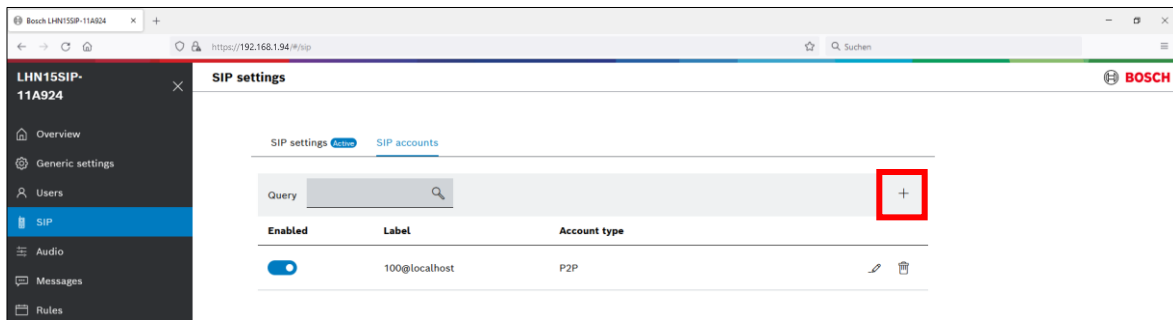 Bosch LHN15SIP-11A924
https://192.168.1.94/#/sip
Suchen
LHN15SIP-
11A924
SIP settings
BOSCH
Overview
Generic settings
Users
SIP
Audio
Messages
Rules
SIP settings Active SIP accounts
Query
Enabled Label Account type
100@localhost P2P